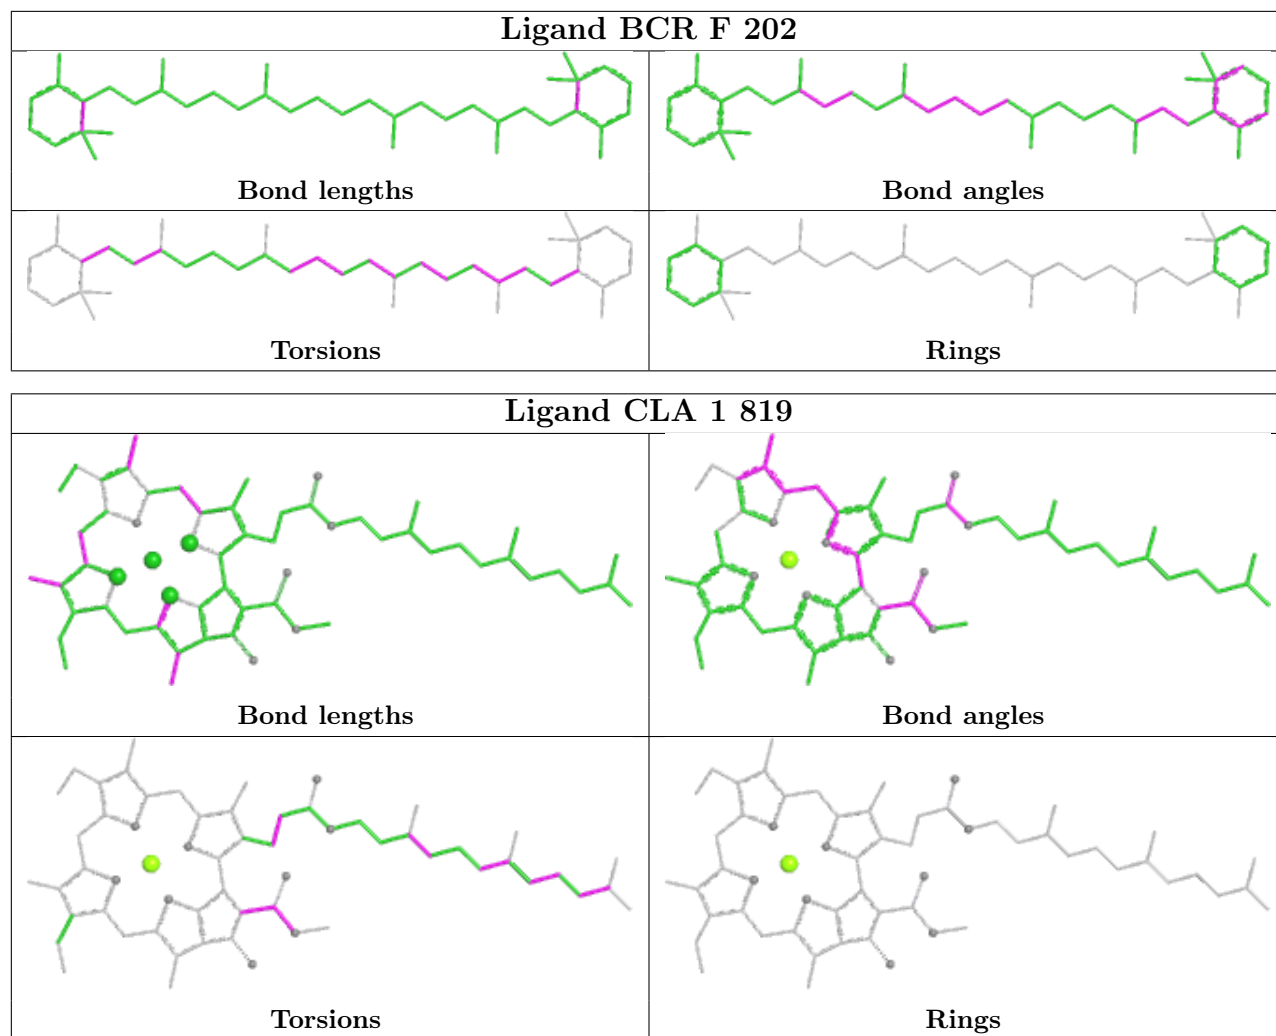 Ligand BCR F 202
Bond lengths
Bond angles
Torsions
Rings
Ligand CLA 1 819
Bond lengths
Bond angles
Torsions
Rings